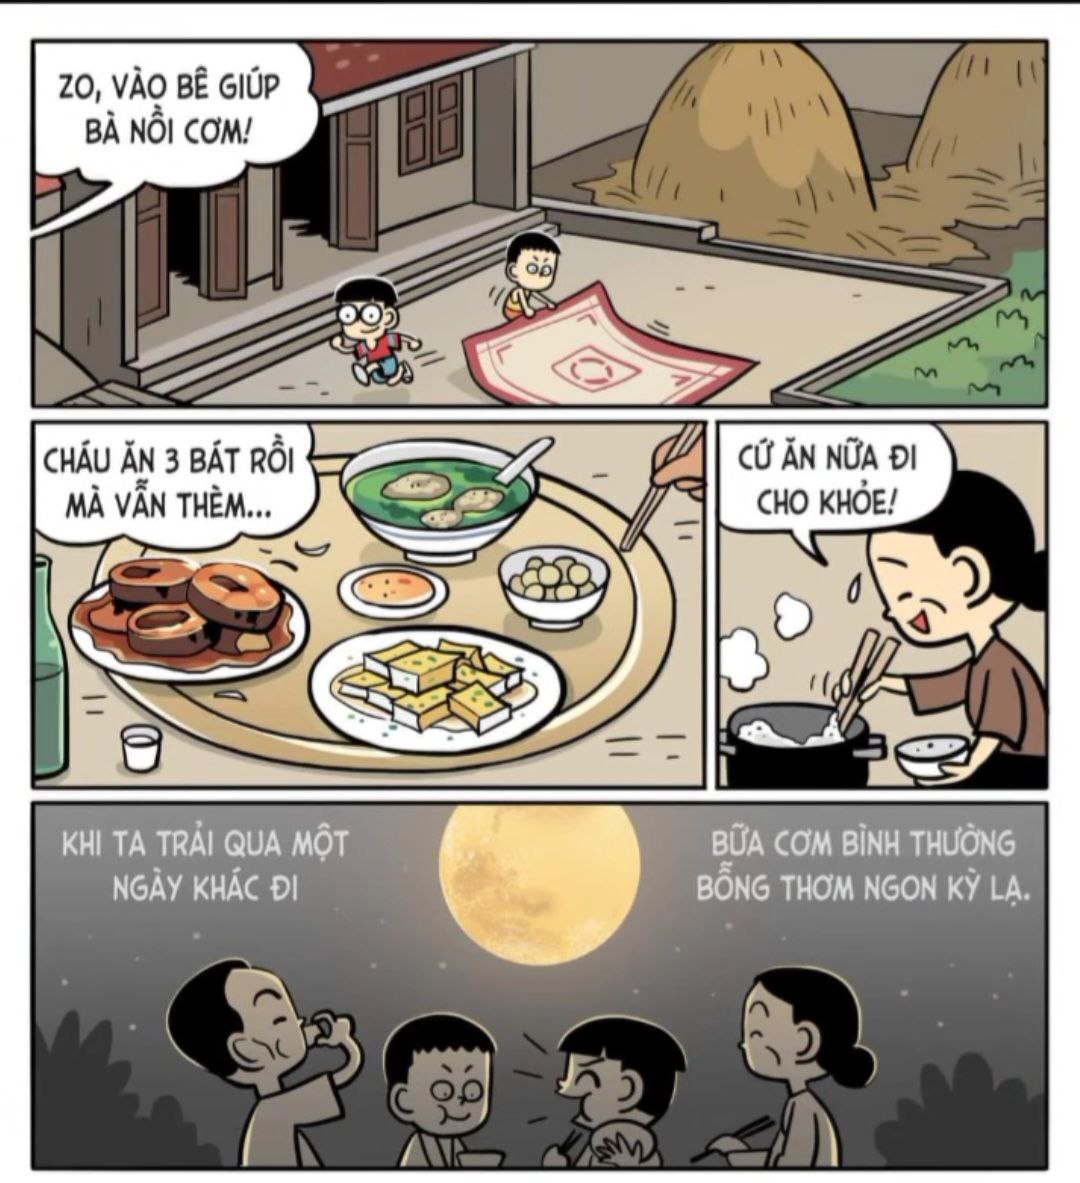 ZO, VÀO BÊ GIÚP
BÀ NỒI CƠM!
CHÁU ĂN 3 BÁT RỒI
MÀ VẪN THÈM...
CỨ ĂN NỮA ĐI
CHO KHỎE!
KHI TA TRẢI QUA MỘT
NGÀY KHÁC ĐI
BỮA CƠM BÌNH THƯỜNG
BỖNG THƠM NGON KỲ LẠ.